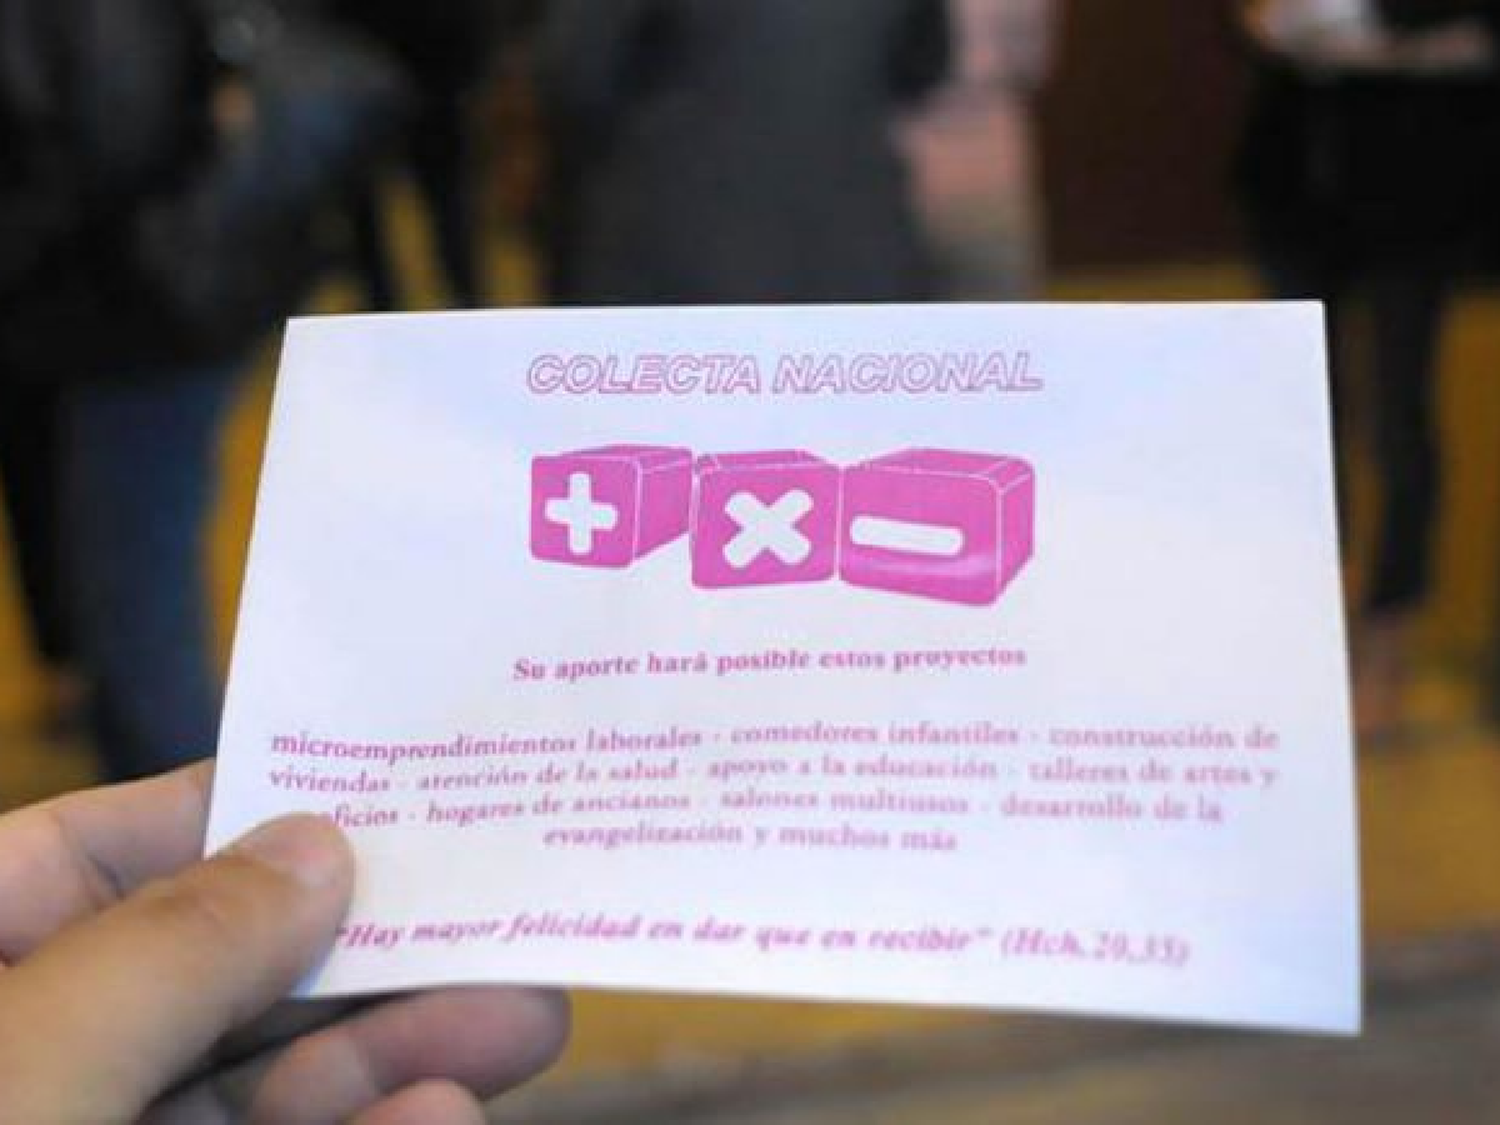 COLECTA NACIONAL
+ × −
Su aporte hará posible estos proyectos
microemprendimientos laborales - comedores infantiles - construcción de
viviendas - atención de la salud - apoyo a la educación - talleres de artes y
oficios - hogares de ancianos - salones multiusos - desarrollo de la
evangelización y muchos más
"Hay mayor felicidad en dar que en recibir" (Hch. 20,35)